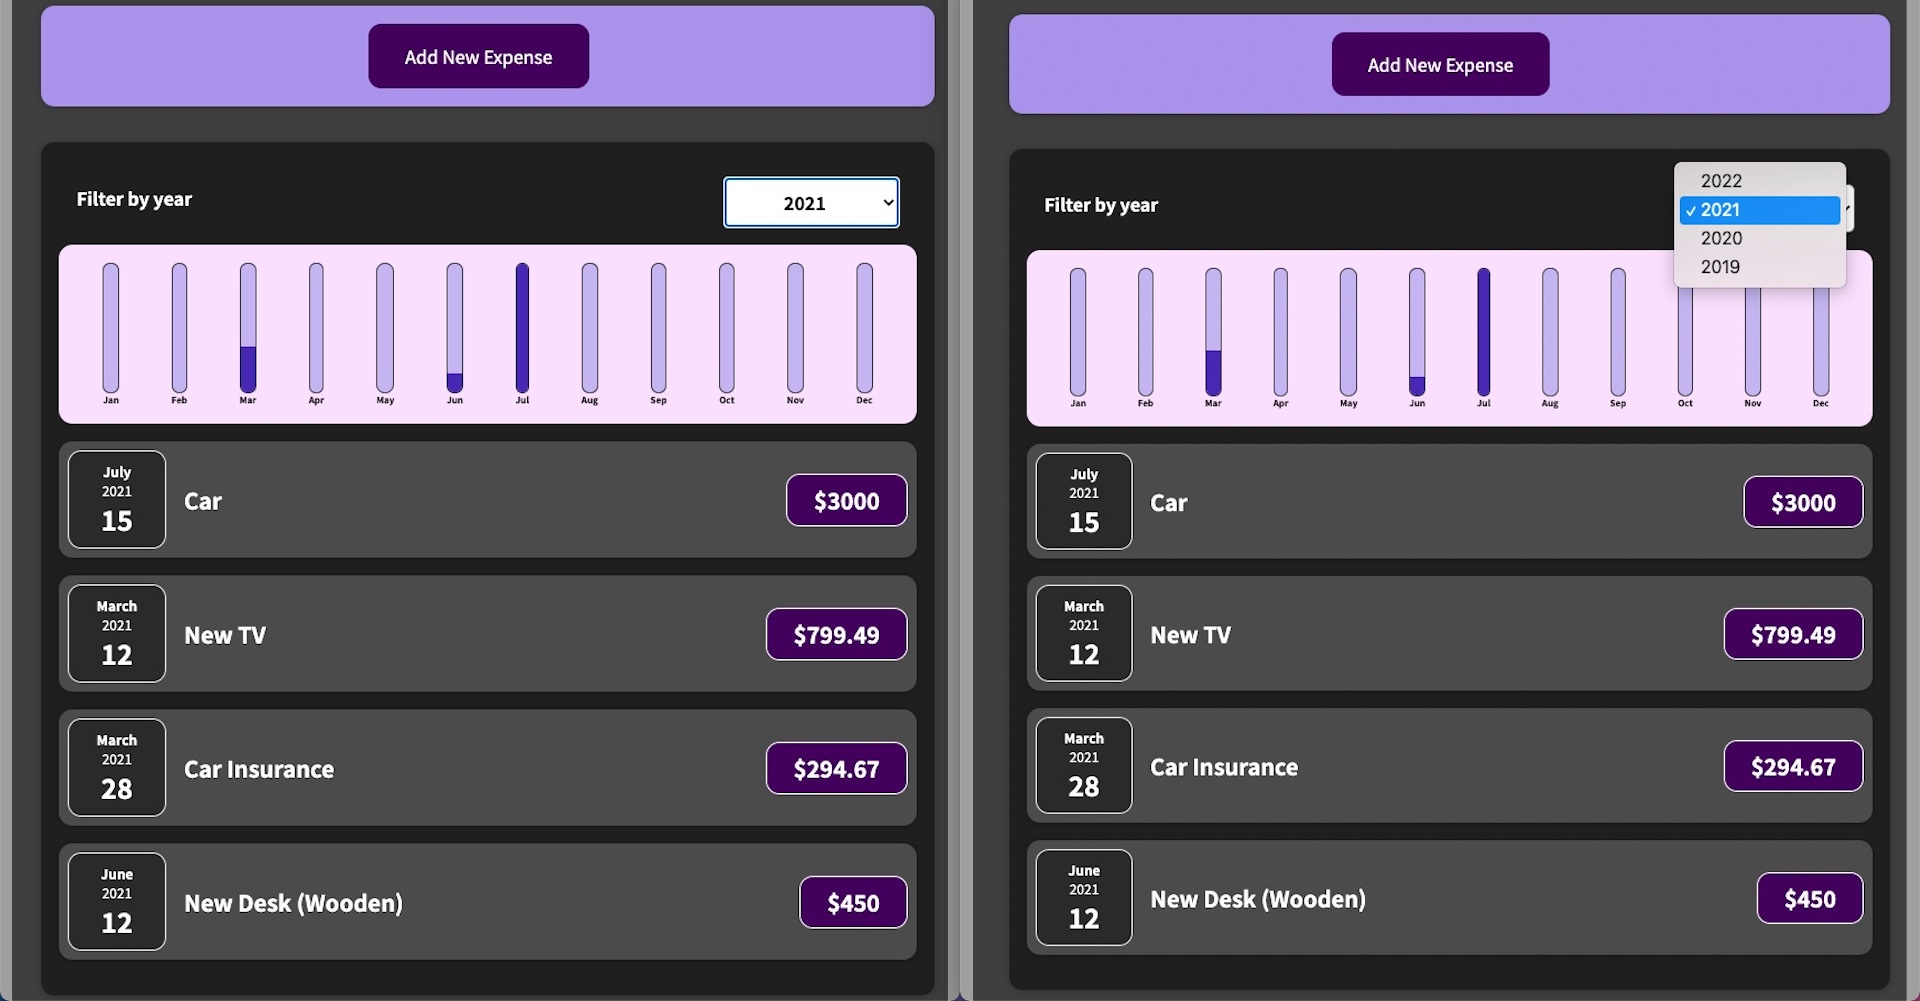 Add New Expense
Filter by year
2021
Jan Feb Mar Apr May Jun Jul Aug Sep Oct Nov Dec
July
2021
15
Car
$3000
March
2021
12
New TV
$799.49
March
2021
28
Car Insurance
$294.67
June
2021
12
New Desk (Wooden)
$450
Add New Expense
Filter by year
2022
✓ 2021
2020
2019
Jan Feb Mar Apr May Jun Jul Aug Sep Oct Nov Dec
July
2021
15
Car
$3000
March
2021
12
New TV
$799.49
March
2021
28
Car Insurance
$294.67
June
2021
12
New Desk (Wooden)
$450